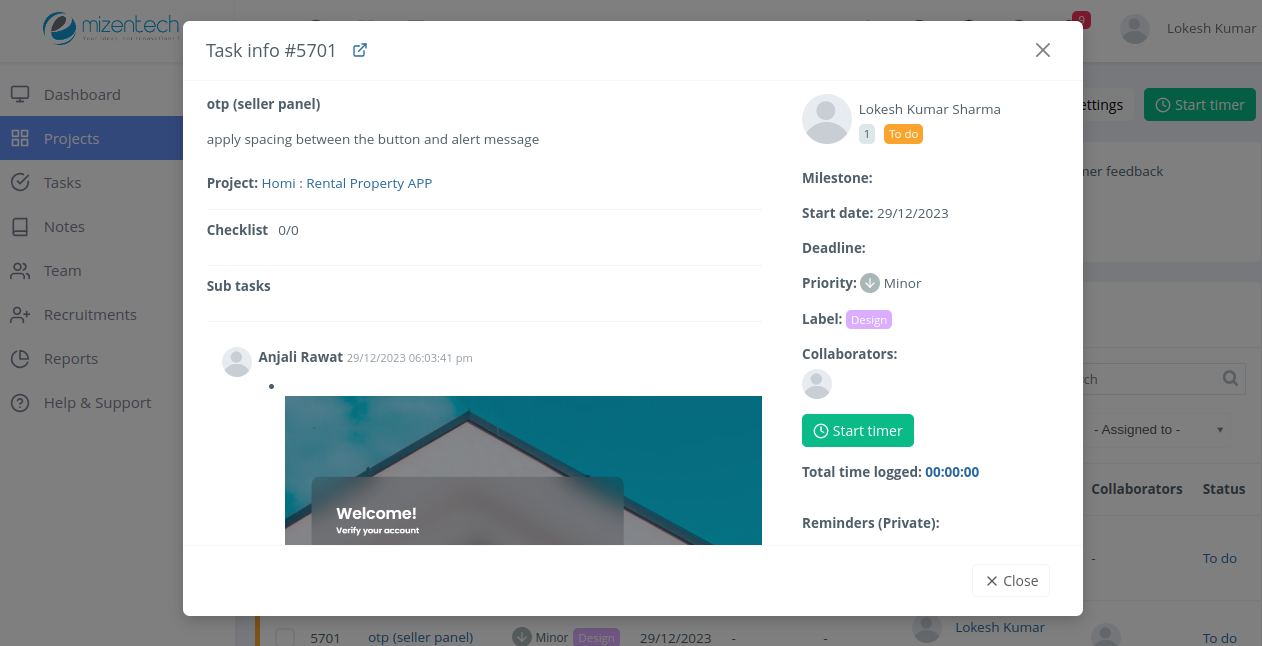 mizentech
9
Lokesh Kumar
Dashboard
Projects
Tasks
Notes
Team
Recruitments
Reports
Help & Support
Task info #5701
otp (seller panel)
apply spacing between the button and alert message
Project: Homi : Rental Property APP
Checklist 0/0
Sub tasks
Anjali Rawat 29/12/2023 06:03:41 pm
Welcome!
Verify your account
Lokesh Kumar Sharma
1 To do
Milestone:
Start date: 29/12/2023
Deadline:
Priority: Minor
Label: Design
Collaborators:
Start timer
Total time logged: 00:00:00
Reminders (Private):
Close
ettings
Start timer
ner feedback
ch
- Assigned to -
Collaborators Status
- To do
5701 otp (seller panel) Minor Design 29/12/2023 - - Lokesh Kumar To do